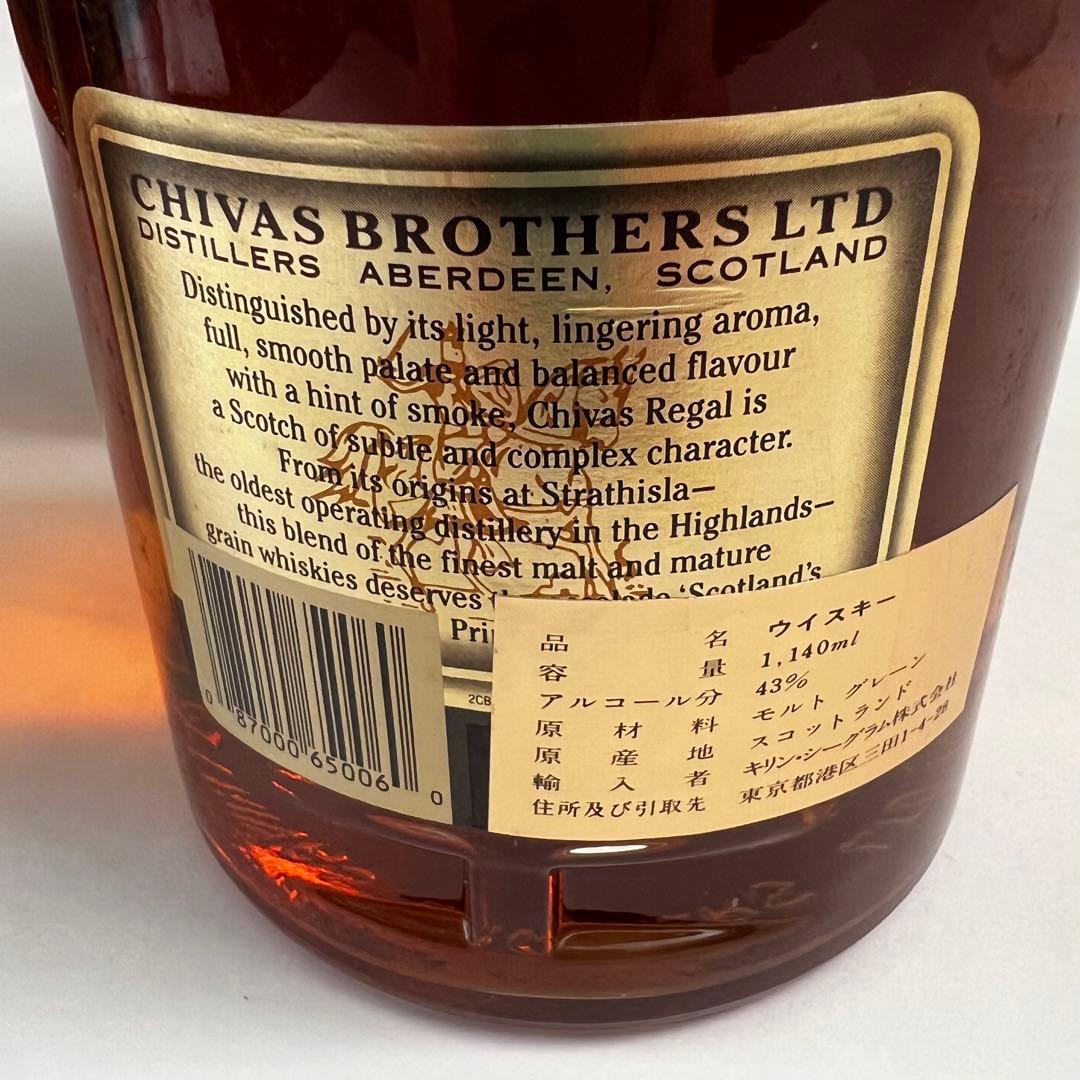 CHIVAS BROTHERS LTD
DISTILLERS ABERDEEN, SCOTLAND
Distinguished by its light, lingering aroma,
full, smooth palate and balanced flavour
with a hint of smoke, Chivas Regal is
a Scotch of subtle and complex character.
From its origins at Strathisla—
the oldest operating distillery in the Highlands—
this blend of the finest malt and mature
grain whiskies deserves 'Scotland's
2CB
0 87000 65006 0
品名 ウイスキー
容量 1,140ml
アルコール分 43%
原材料 モルト グレーン
原産地 スコットランド
輸入者 キリン・シーグラム株式会社
住所及び引取先 東京都港区三田1-4-28